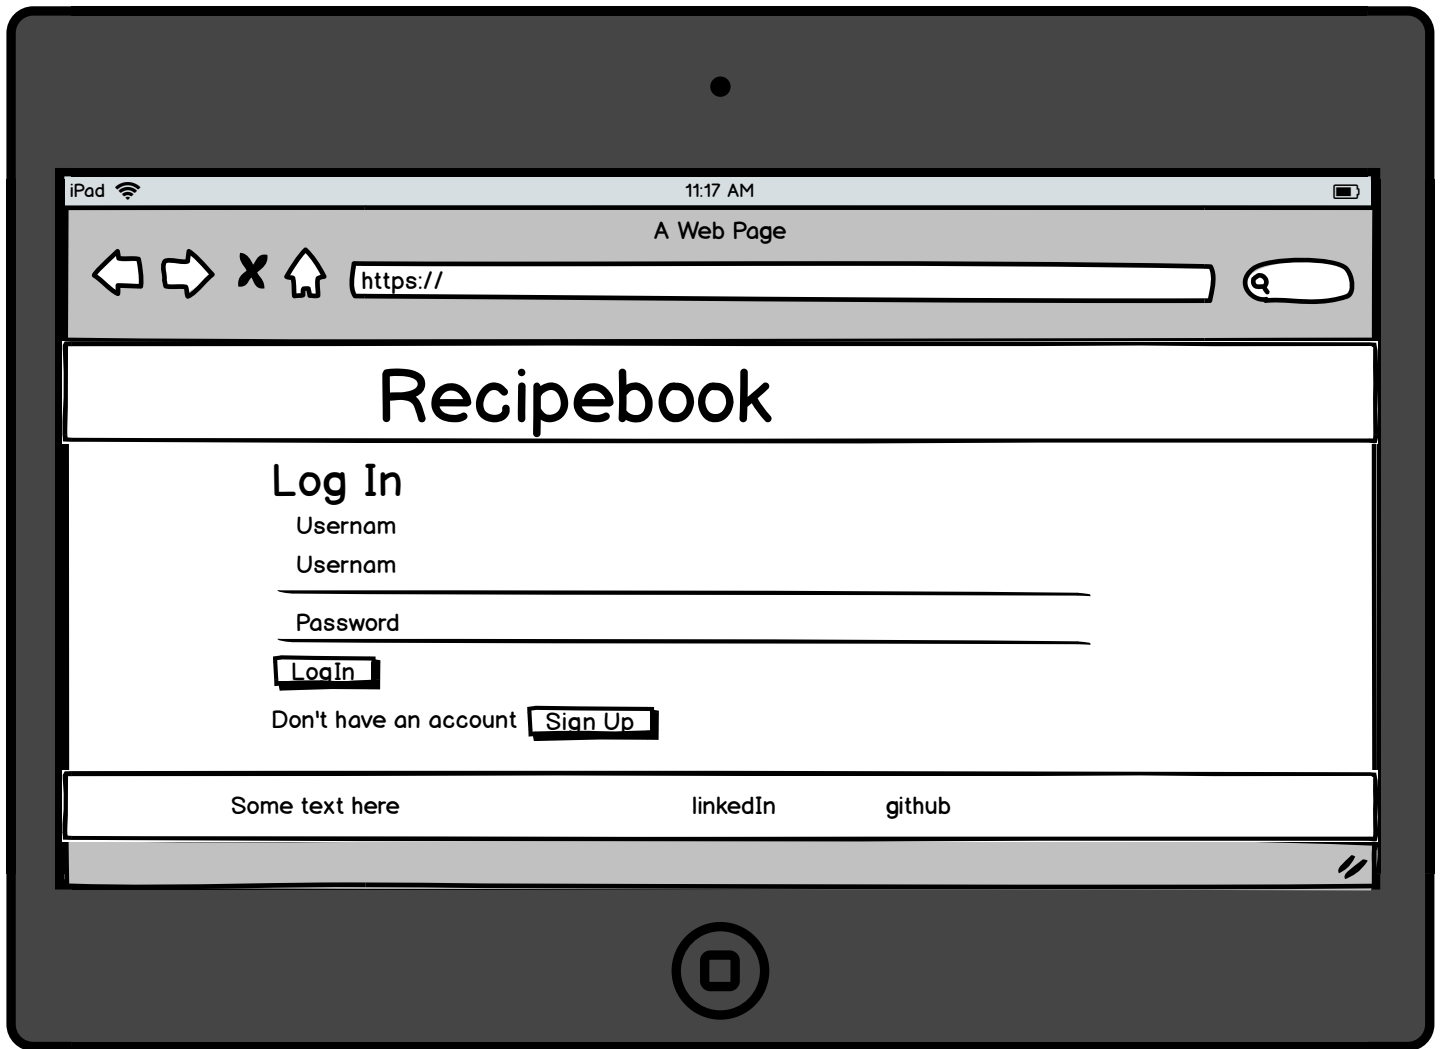 iPad 11:17 AM
A Web Page
https://
Recipebook
Log In
Usernam
Usernam
Password
LogIn
Don't have an account Sign Up
Some text here linkedIn github